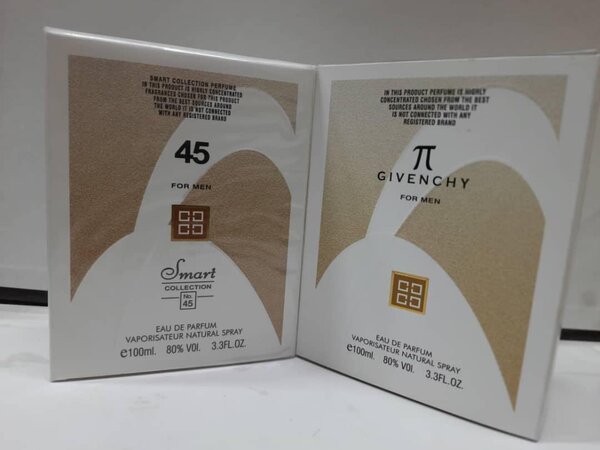 SMART COLLECTION PERFUME
IN THIS PRODUCT IS HIGHLY CONCENTRATED
FRAGRANCES CHOSEN FOR THIS PRODUCT
FROM THE BEST SOURCES AROUND
THE WORLD IT IS NOT CONNECTED
WITH ANY REGISTERED BRAND
45
FOR MEN
Smart
COLLECTION
No.
45
EAU DE PARFUM
VAPORISATEUR NATURAL SPRAY
e100ml. 80% VOl. 3.3FL.OZ.
IN THIS PRODUCT PERFUME IS HIGHLY
CONCENTRATED CHOSEN FROM THE BEST
SOURCES AROUND THE WORLD IT
IS NOT CONNECTED WITH ANY
REGISTERED BRAND
π
GIVENCHY
FOR MEN
EAU DE PARFUM
VAPORISATEUR NATURAL SPRAY
e100ml. 80% VOl. 3.3FL.OZ.